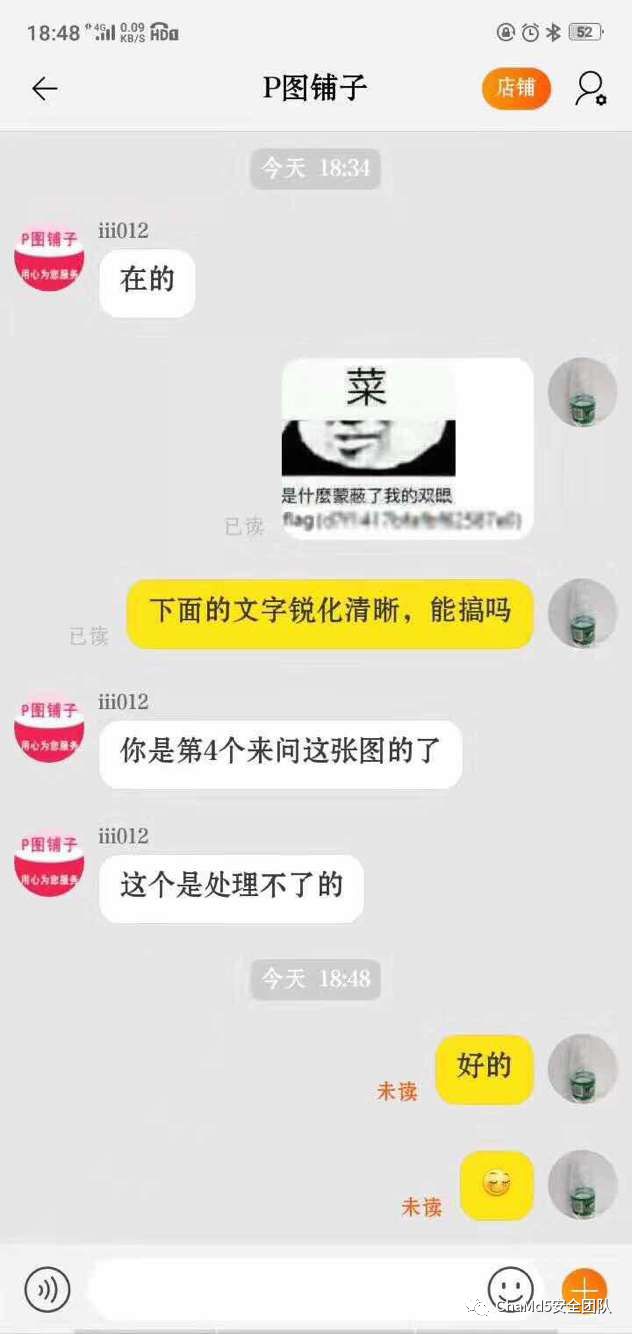 18:48 4G 0.09 KB/S HD 52
P图铺子
店铺
今天 18:34
iii012
P图铺子
用心为您服务
在的
菜
是什麼蒙蔽了我的双眼
flag{
已读
下面的文字锐化清晰，能搞吗
已读
iii012
P图铺子
用心为您服务
你是第4个来问这张图的了
iii012
P图铺子
用心为您服务
这个是处理不了的
今天 18:48
好的
未读
未读
ChaMd5安全团队